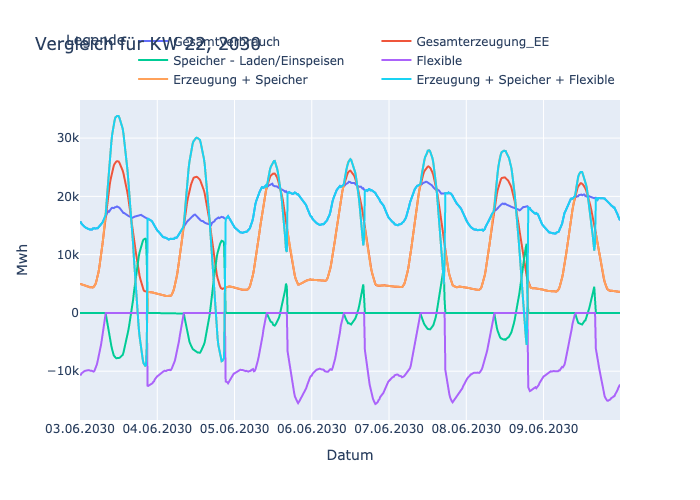 Vergleich für KW 22, 2030
Legende
Gesamtverbrauch
Gesamterzeugung_EE
Speicher - Laden/Einspeisen
Flexible
Erzeugung + Speicher
Erzeugung + Speicher + Flexible
30k
20k
10k
0
−10k
Mwh
03.06.2030 04.06.2030 05.06.2030 06.06.2030 07.06.2030 08.06.2030 09.06.2030
Datum